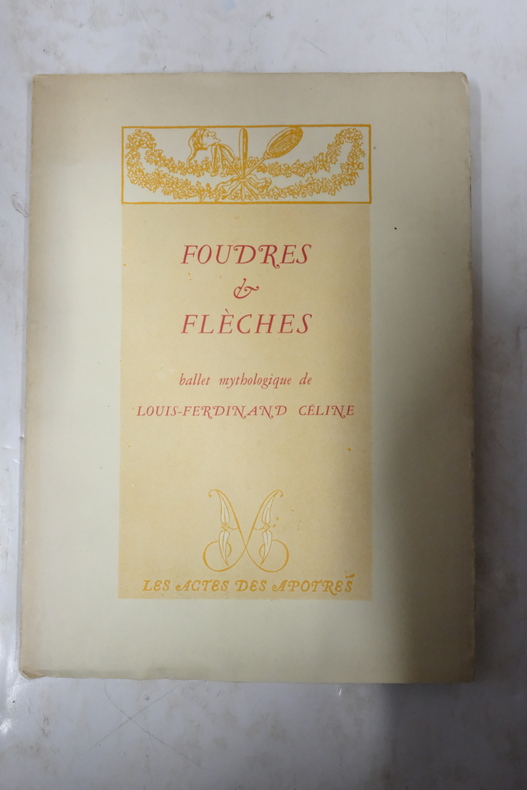 FOUDRES
&
FLÈCHES
ballet mythologique de
LOUIS-FERDINAND CÉLINE
LES ACTES DES APOTRES